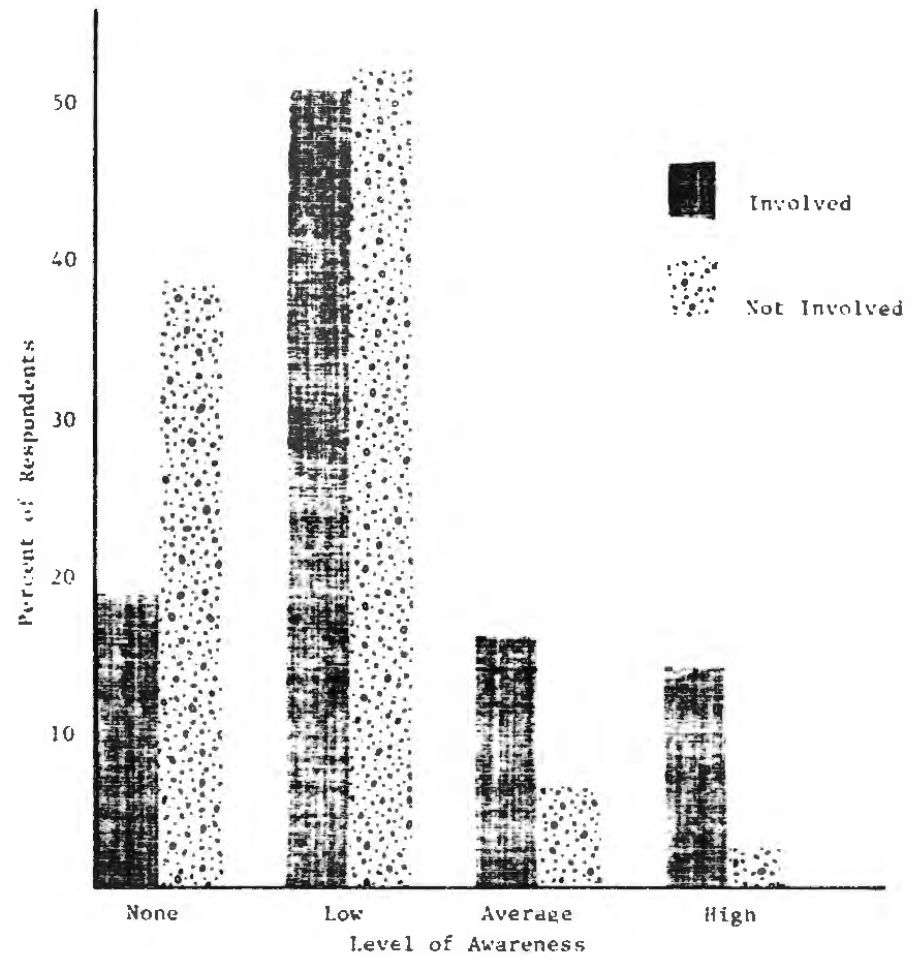 50
40
30
20
10
Percent of Respondents
Involved
Not Involved
None Low Average High
Level of Awareness